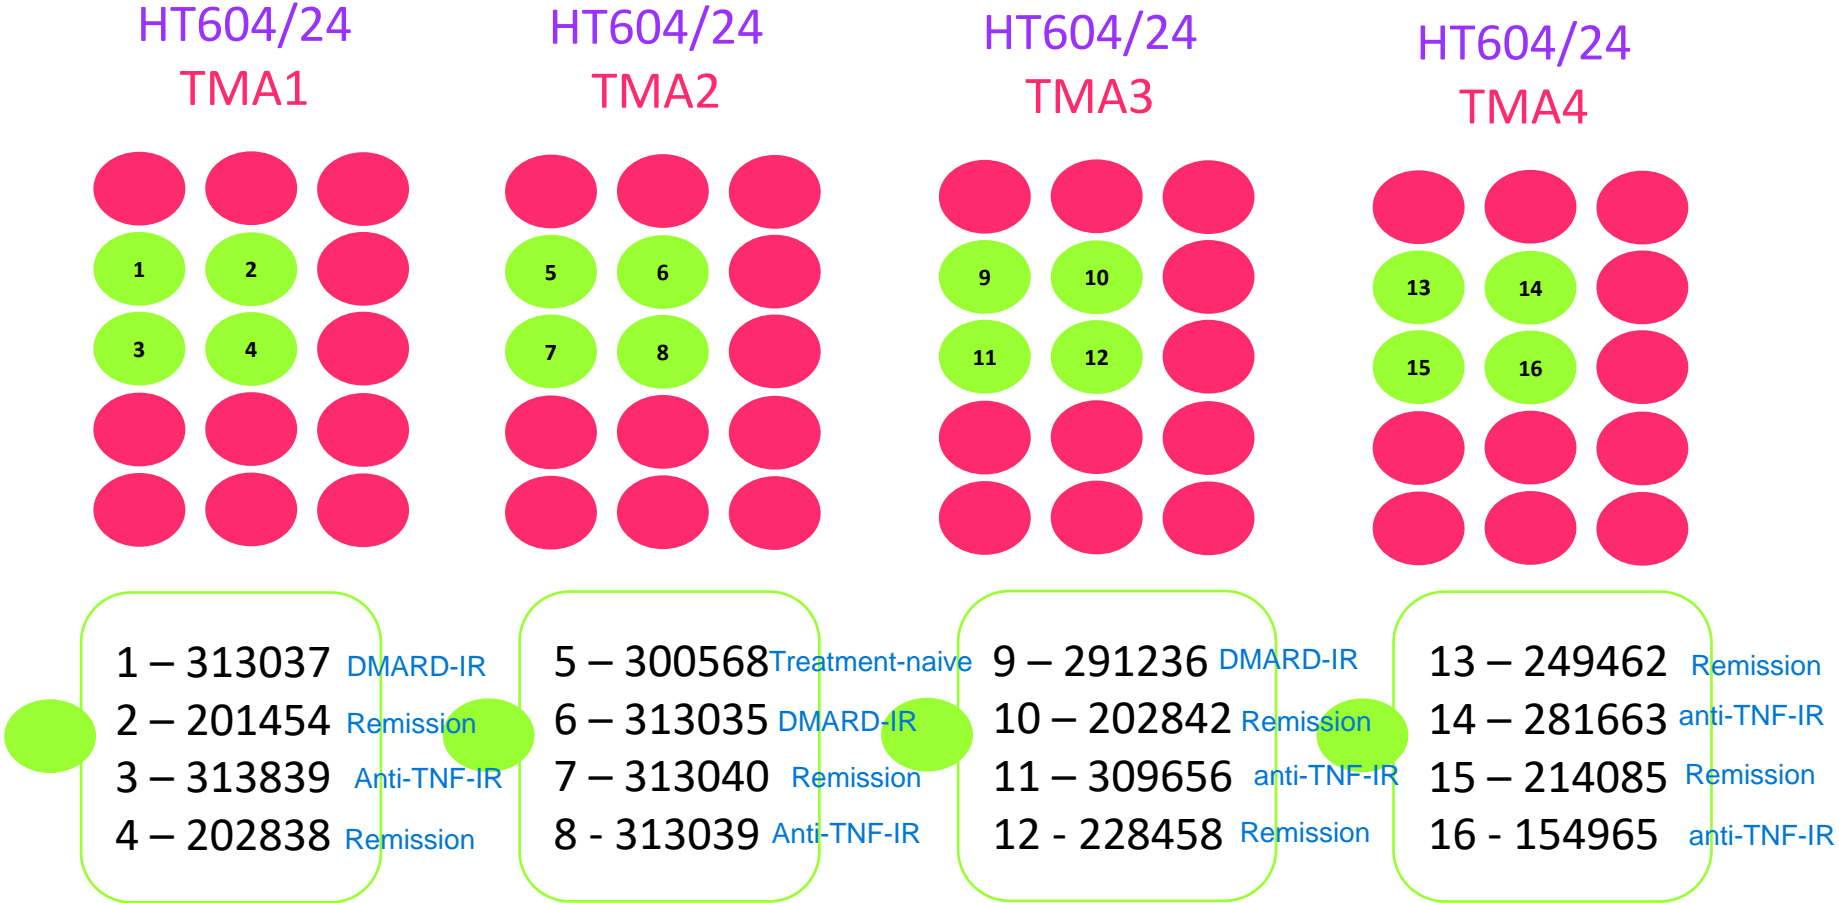 HT604/24
TMA1
HT604/24
TMA2
HT604/24
TMA3
HT604/24
TMA4
1 2
3 4
5 6
7 8
9 10
11 12
13 14
15 16
1 – 313037 DMARD-IR
2 – 201454 Remission
3 – 313839 Anti-TNF-IR
4 – 202838 Remission
5 – 300568 Treatment-naive
6 – 313035 DMARD-IR
7 – 313040 Remission
8 - 313039 Anti-TNF-IR
9 – 291236 DMARD-IR
10 – 202842 Remission
11 – 309656 anti-TNF-IR
12 - 228458 Remission
13 – 249462 Remission
14 – 281663 anti-TNF-IR
15 – 214085 Remission
16 - 154965 anti-TNF-IR